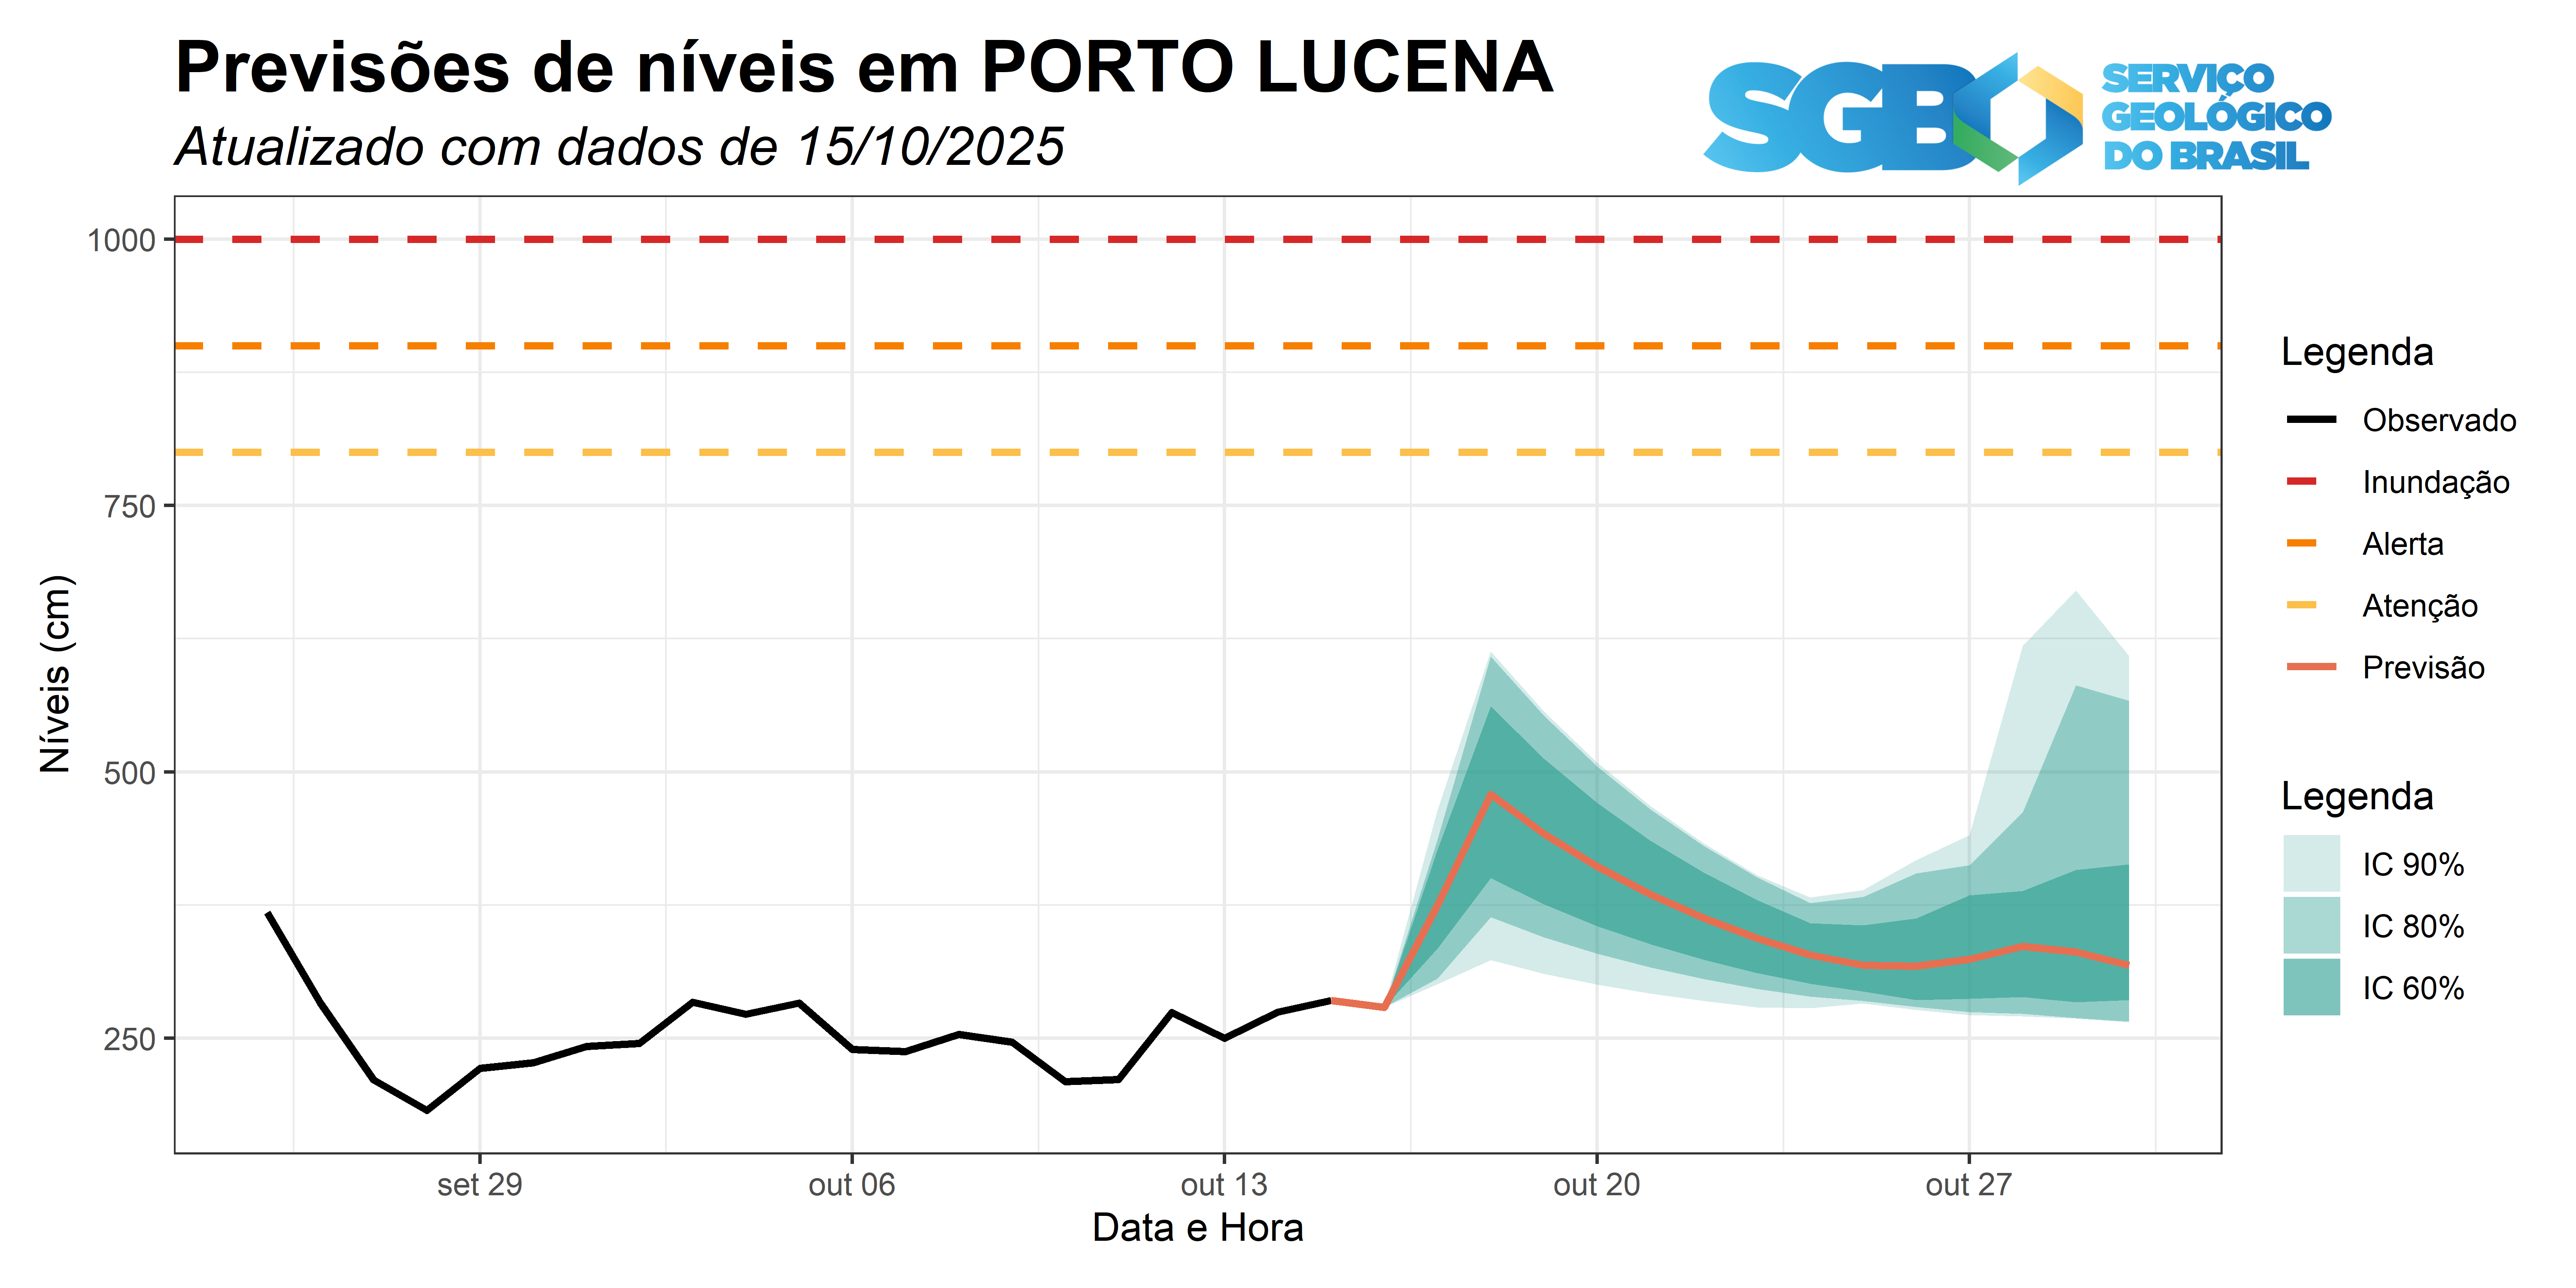 Previsões de níveis em PORTO LUCENA
Atualizado com dados de 15/10/2025
SGB
SERVIÇO
GEOLÓGICO
DO BRASIL
1000
750
500
250
Níveis (cm)
set 29
out 06
out 13
out 20
out 27
Data e Hora
Legenda
Observado
Inundação
Alerta
Atenção
Previsão
Legenda
IC 90%
IC 80%
IC 60%